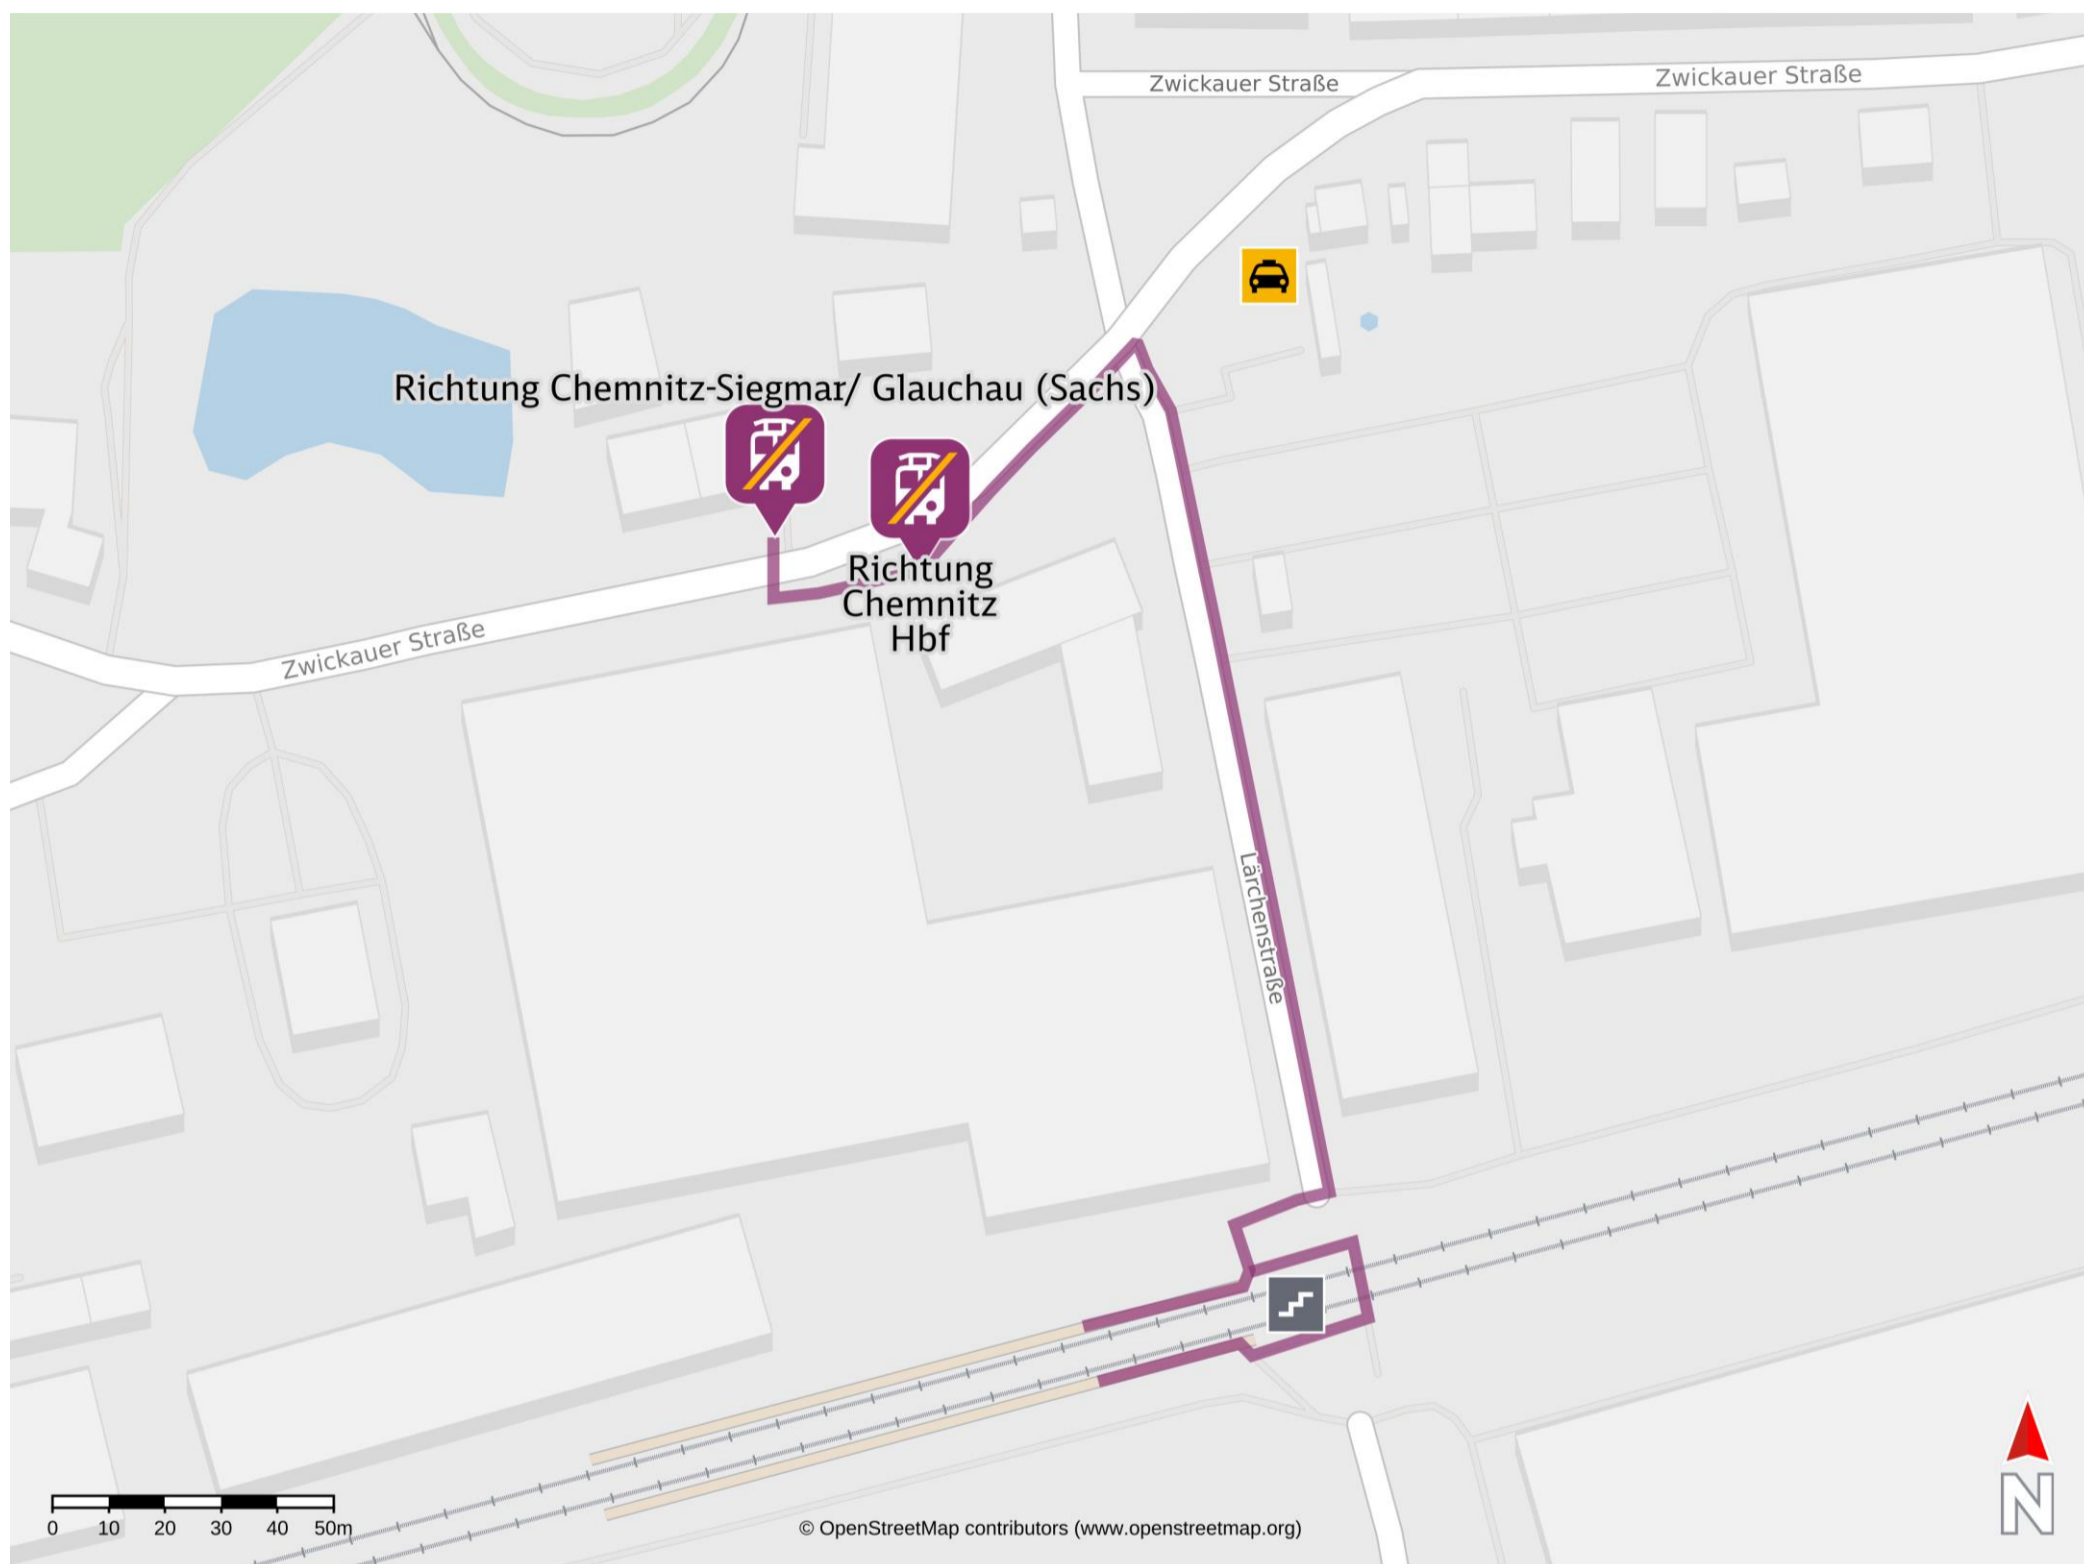 Zwickauer Straße
Zwickauer Straße
Richtung Chemnitz-Siegmar/ Glauchau (Sachs)
Richtung
Chemnitz
Hbf
Zwickauer Straße
Lärchenstraße
0 10 20 30 40 50m
© OpenStreetMap contributors (www.openstreetmap.org)
N